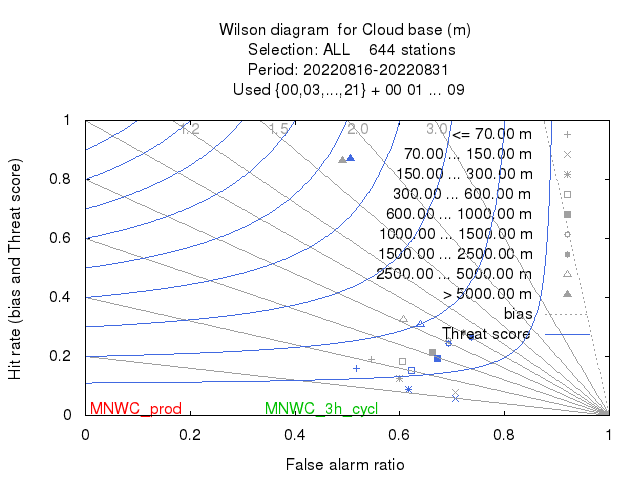 Wilson diagram  for Cloud base (m)
Selection: ALL    644 stations
Period: 20220816-20220831
Used {00,03,...,21} + 00 01 ... 09
Hit rate (bias and Threat score)
1
0.8
0.6
0.4
0.2
0
1.2
1.5
2.0
3.0
<= 70.00 m
70.00 ... 150.00 m
150.00 ... 300.00 m
300.00 ... 600.00 m
600.00 ... 1000.00 m
1000.00 ... 1500.00 m
1500.00 ... 2500.00 m
2500.00 ... 5000.00 m
> 5000.00 m
bias
Threat score
MNWC_prod
MNWC_3h_cycl
0 0.2 0.4 0.6 0.8 1
False alarm ratio